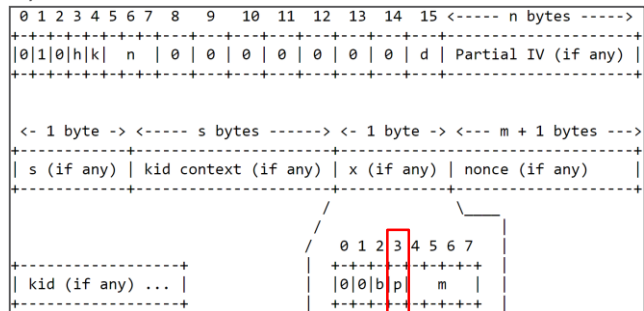 0 1 2 3 4 5 6 7 8 9 10 11 12 13 14 15 <----- n bytes ----->
+-+-+-+-+-+-+-+-+---+---+---+---+---+---+---+---+---------------------+
|0|1|0|h|k| n | 0 | 0 | 0 | 0 | 0 | 0 | 0 | d | Partial IV (if any) |
+-+-+-+-+-+-+-+-+---+---+---+---+---+---+---+---+---------------------+
<- 1 byte -> <----- s bytes ------> <- 1 byte -> <--- m + 1 bytes --->
+------------+----------------------+------------+--------------------+
| s (if any) | kid context (if any) | x (if any) | nonce (if any) |
+------------+----------------------+------------+--------------------+
/ \____
/ |
/ 0 1 2 3 4 5 6 7 |
+------------------+ | +-+-+-+-+-+-+-+-+ |
| kid (if any) ... | | |0|0|b|p| m | |
+------------------+ | +-+-+-+-+-+-+-+-+ |